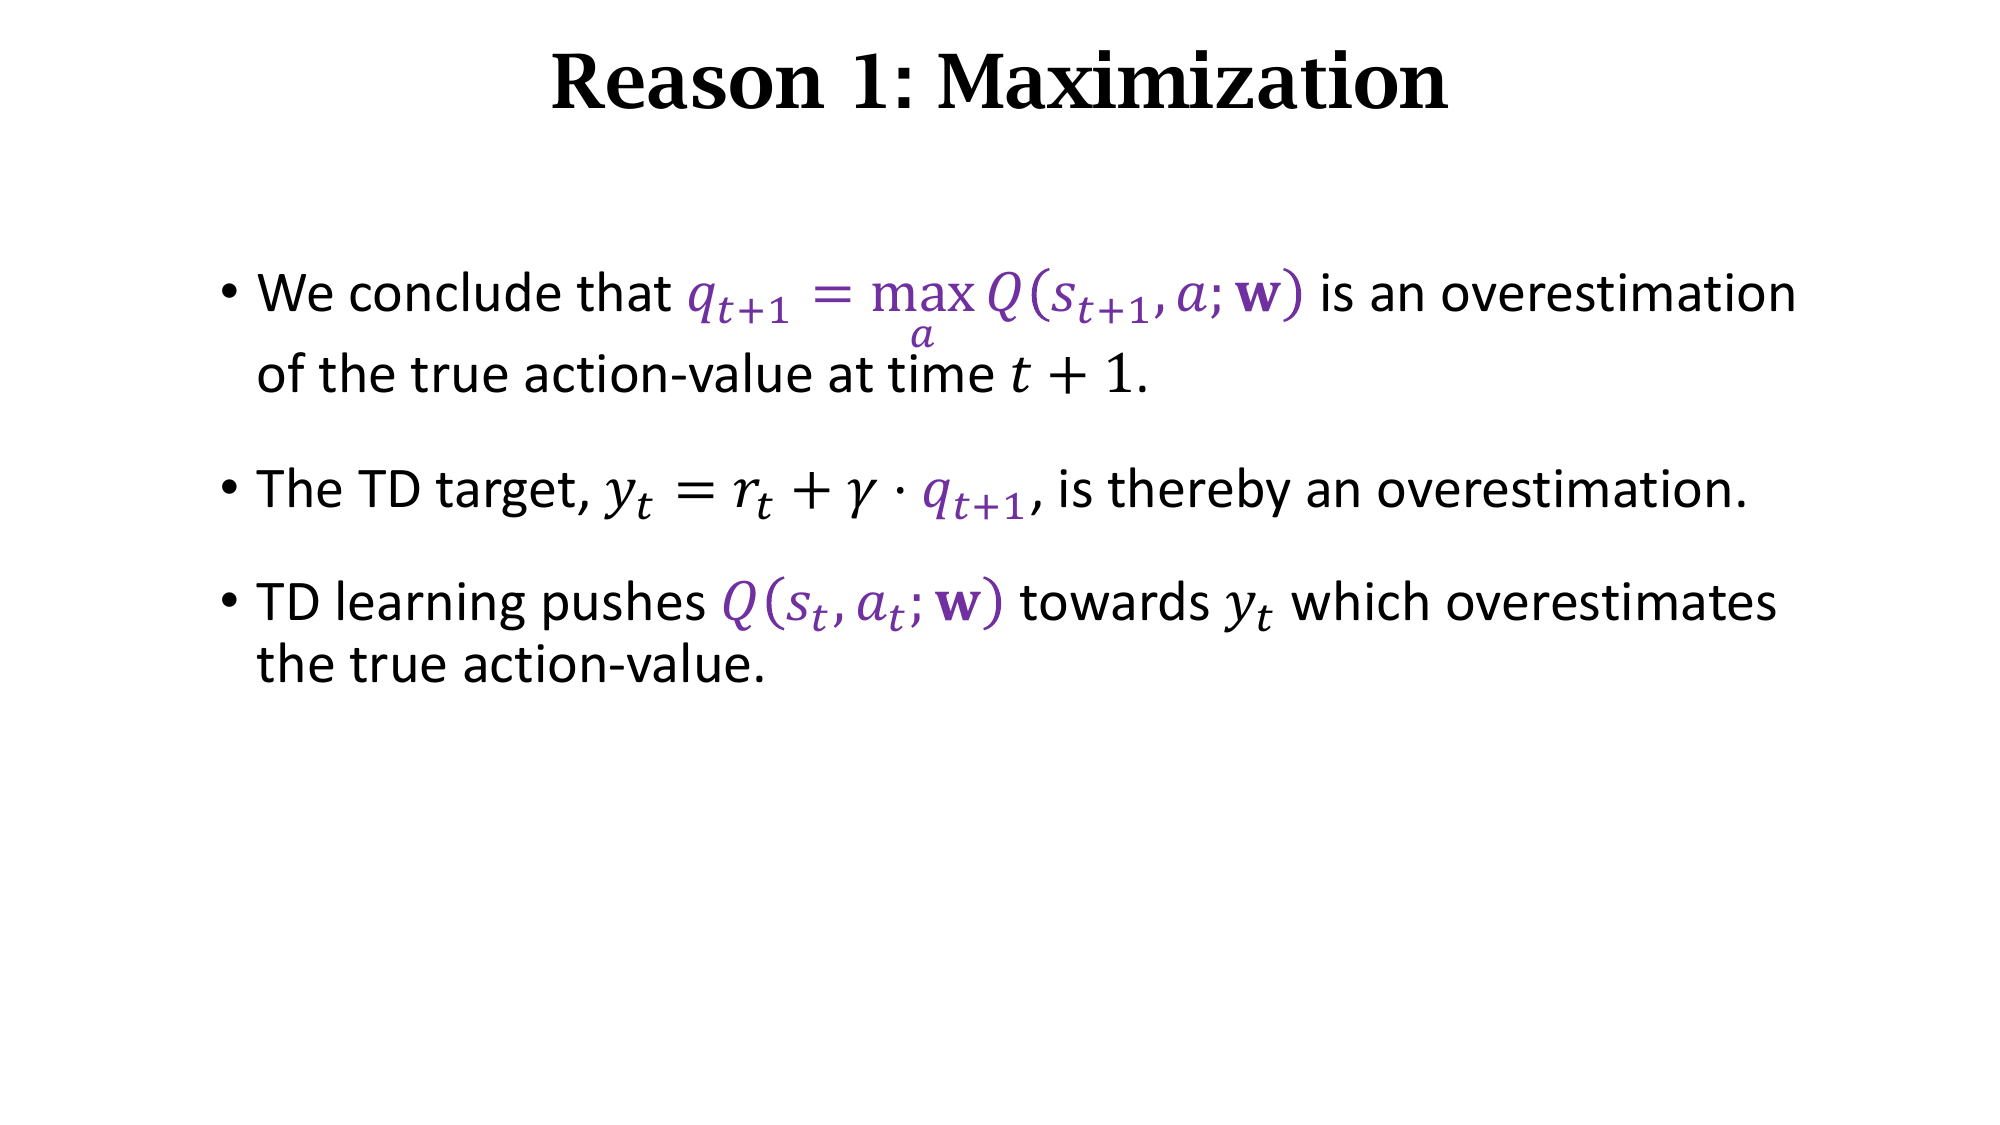 Reason 1: Maximization
• We conclude that $q_{t+1} = \max_{a} Q(s_{t+1}, a; \mathbf{w})$ is an overestimation
of the true action-value at time $t + 1$.
• The TD target, $y_t = r_t + \gamma \cdot q_{t+1}$, is thereby an overestimation.
• TD learning pushes $Q(s_t, a_t; \mathbf{w})$ towards $y_t$ which overestimates
the true action-value.